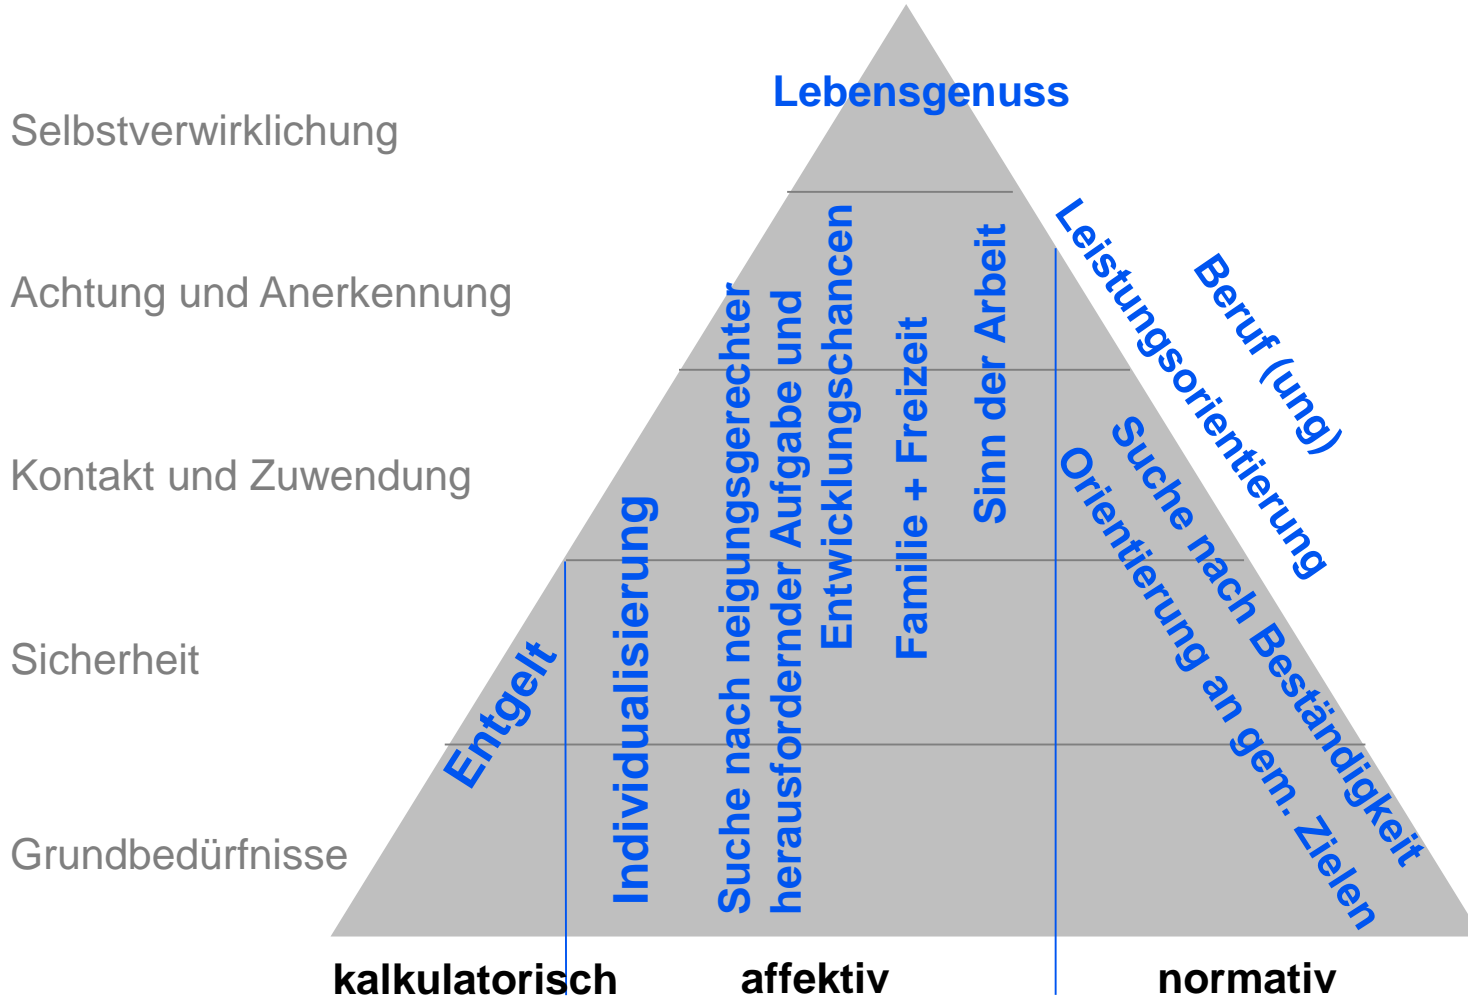 Lebensgenuss
Selbstverwirklichung
Achtung und Anerkennung
Kontakt und Zuwendung
Sicherheit
Grundbedürfnisse
Entgelt
Individualisierung
Suche nach neigungsgerechter
herausfordernder Aufgabe und
Entwicklungschancen
Familie + Freizeit
Sinn der Arbeit
Orientierung an gem. Zielen
Suche nach Beständigkeit
Leistungsorientierung
Beruf (ung)
kalkulatorisch
affektiv
normativ